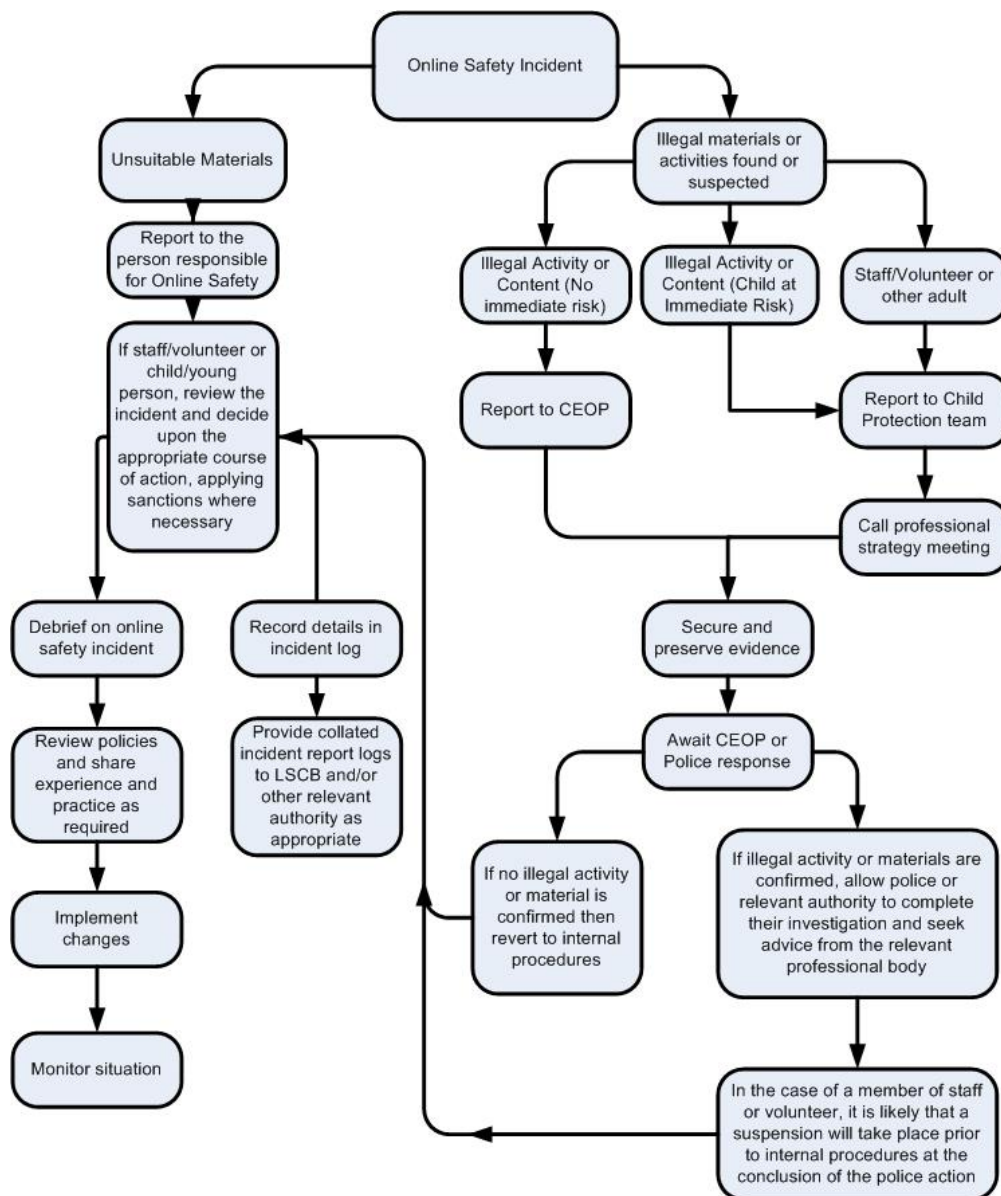 Online Safety Incident
Unsuitable Materials
Report to the
person responsible
for Online Safety
If staff/volunteer or
child/young
person, review the
incident and decide
upon the
appropriate course
of action, applying
sanctions where
necessary
Debrief on online
safety incident
Review policies
and share
experience and
practice as
required
Implement
changes
Monitor situation
Record details in
incident log
Provide collated
incident report logs
to LSCB and/or
other relevant
authority as
appropriate
Illegal materials or
activities found or
suspected
Illegal Activity or
Content (No
immediate risk)
Illegal Activity or
Content (Child at
Immediate Risk)
Staff/Volunteer or
other adult
Report to CEOP
Report to Child
Protection team
Call professional
strategy meeting
Secure and
preserve evidence
Await CEOP or
Police response
If no illegal activity
or material is
confirmed then
revert to internal
procedures
If illegal activity or materials are
confirmed, allow police or
relevant authority to complete
their investigation and seek
advice from the relevant
professional body
In the case of a member of staff
or volunteer, it is likely that a
suspension will take place prior
to internal procedures at the
conclusion of the police action